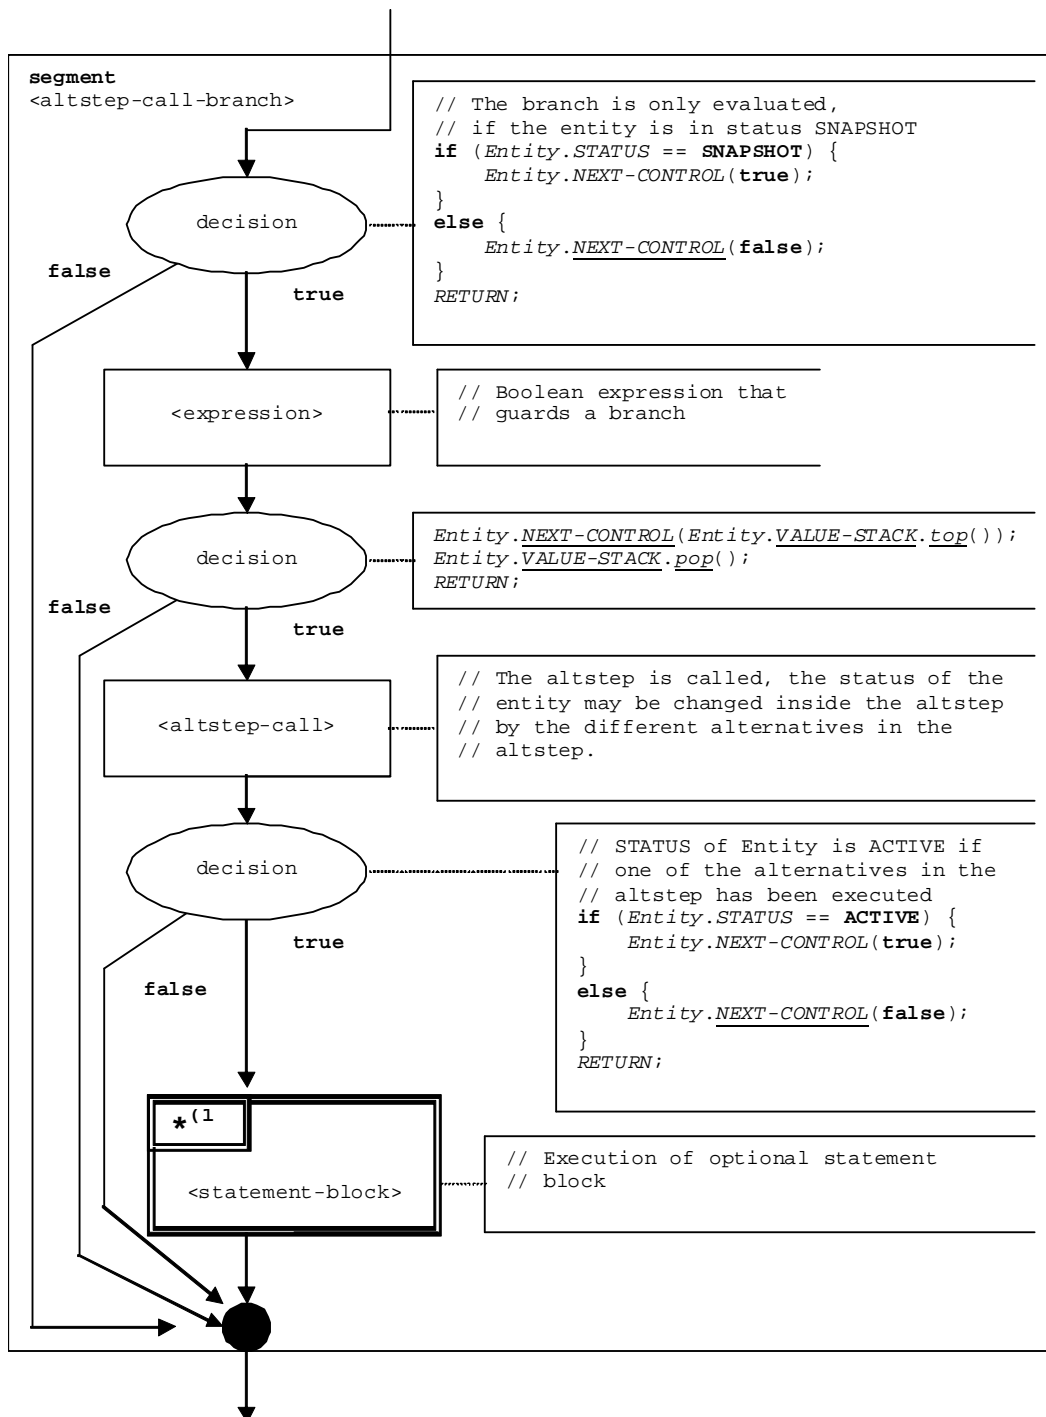 segment
<altstep-call-branch>
// The branch is only evaluated,
// if the entity is in status SNAPSHOT
if (Entity.STATUS == SNAPSHOT) {
    Entity.NEXT-CONTROL(true);
}
else {
    Entity.NEXT-CONTROL(false);
}
RETURN;
decision
false
true
<expression>
// Boolean expression that
// guards a branch
decision
Entity.NEXT-CONTROL(Entity.VALUE-STACK.top());
Entity.VALUE-STACK.pop();
RETURN;
false
true
<altstep-call>
// The altstep is called, the status of the
// entity may be changed inside the altstep
// by the different alternatives in the
// altstep.
decision
// STATUS of Entity is ACTIVE if
// one of the alternatives in the
// altstep has been executed
if (Entity.STATUS == ACTIVE) {
    Entity.NEXT-CONTROL(true);
}
else {
    Entity.NEXT-CONTROL(false);
}
RETURN;
true
false
*(1
<statement-block>
// Execution of optional statement
// block